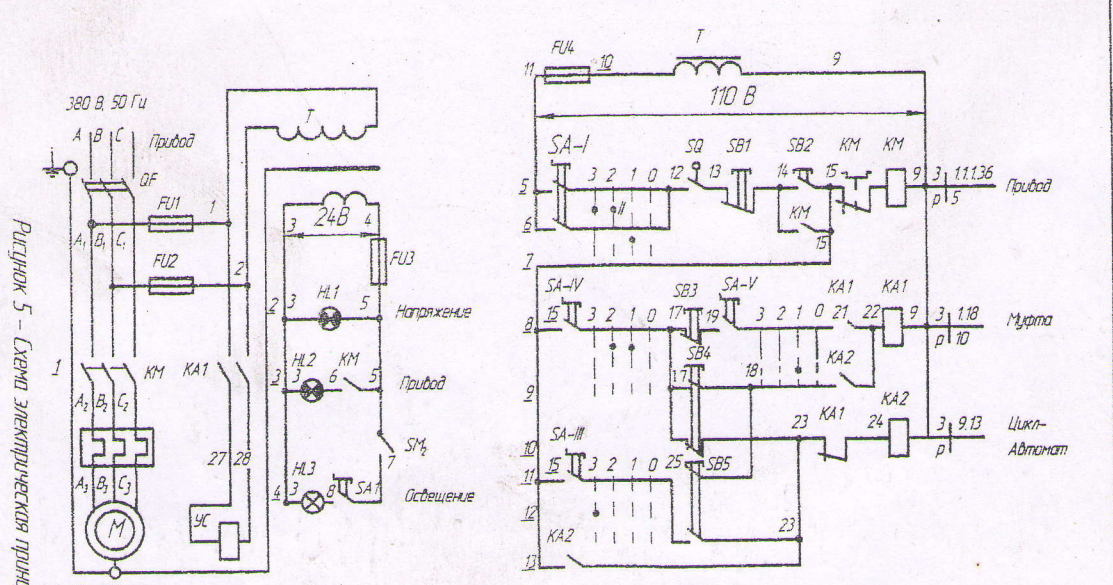 380 В, 50 Гц
A B C Привод
QF
FU1 1
A₁ B₁ C₁
FU2 2
T
3 24В 4
FU3
2 3 HL1 5 Напряжение
1 KM KA1
3 HL2 3 6 KM 5 Привод
A₂ B₂ C₂
SM₂
7
27 28
4 HL3 3 8 SA1 Освещение
A₃ B₃ C₃
УС
M
Рисунок 5 - Схема электрическая
11 FU4 10 T 9
110 В
SA-I 3 2 1 0 12 SQ 13 SB1 14 SB2 15 KM KM 9 3 1.1.1.36 Привод
5 р 5
II
6 KM
15
7
SA-IV SB3 SA-V KA1 KA1
8 15 3 2 1 0 17 19 3 2 1 0 21 22 9 3 1.18 Муфта
р 10
SB4
17 18 KA2
9
KA1 KA2
23 24 3 9.13 Цикл-
р Автомат
10 SA-III
11 15 3 2 1 0 25 SB5
12
KA2 23
13